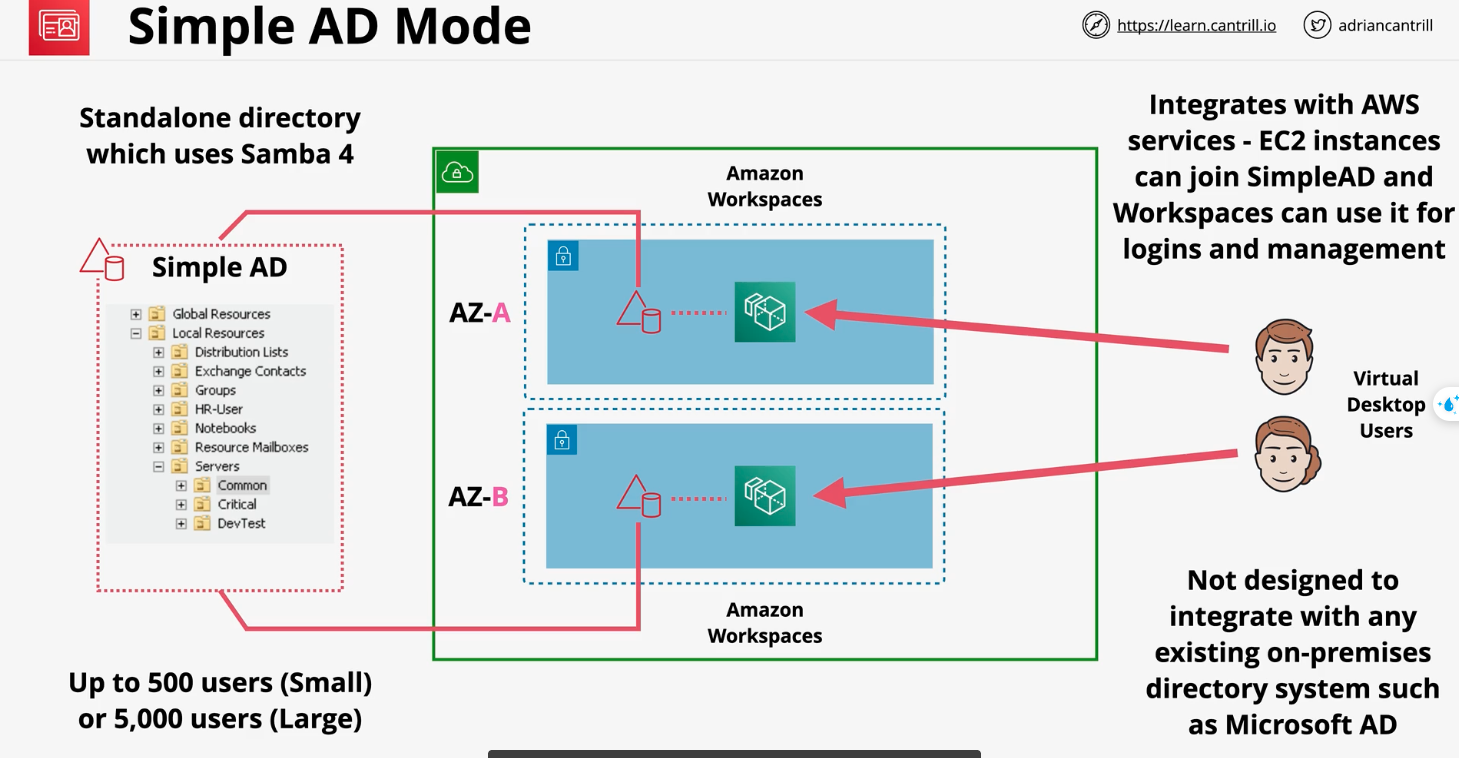 Simple AD Mode
https://learn.cantrill.io
adriancantrill
Standalone directory
which uses Samba 4
Simple AD
Global Resources
Local Resources
Distribution Lists
Exchange Contacts
Groups
HR-User
Notebooks
Resource Mailboxes
Servers
Common
Critical
DevTest
Up to 500 users (Small)
or 5,000 users (Large)
Amazon
Workspaces
AZ-A
AZ-B
Amazon
Workspaces
Integrates with AWS
services - EC2 instances
can join SimpleAD and
Workspaces can use it for
logins and management
Virtual
Desktop
Users
Not designed to
integrate with any
existing on-premises
directory system such
as Microsoft AD